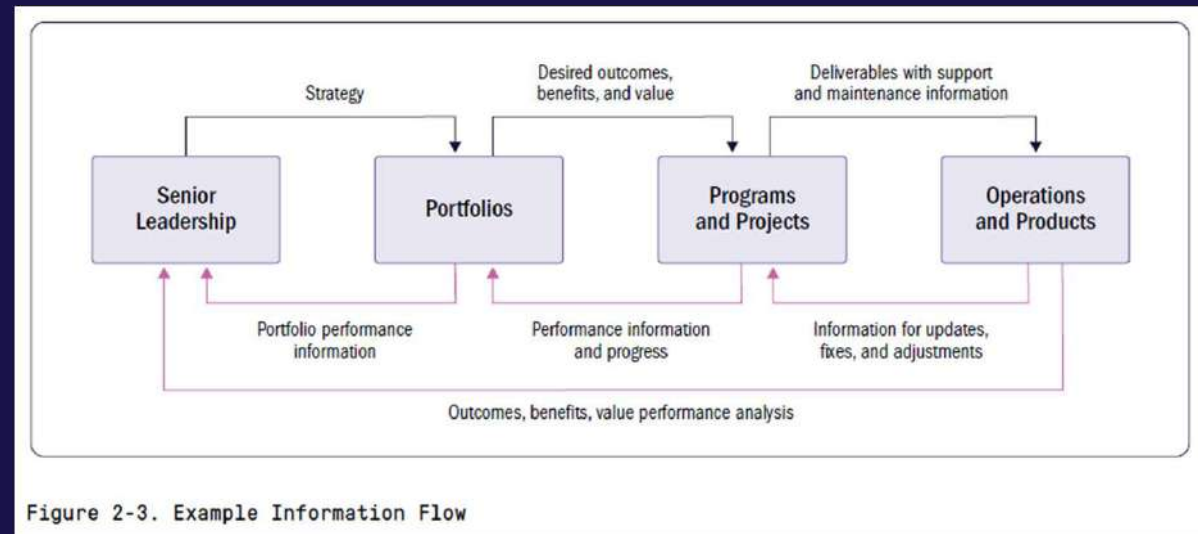 Strategy
Desired outcomes,
benefits, and value
Deliverables with support
and maintenance information
Senior
Leadership
Portfolios
Programs
and Projects
Operations
and Products
Portfolio performance
information
Performance information
and progress
Information for updates,
fixes, and adjustments
Outcomes, benefits, value performance analysis
Figure 2-3. Example Information Flow